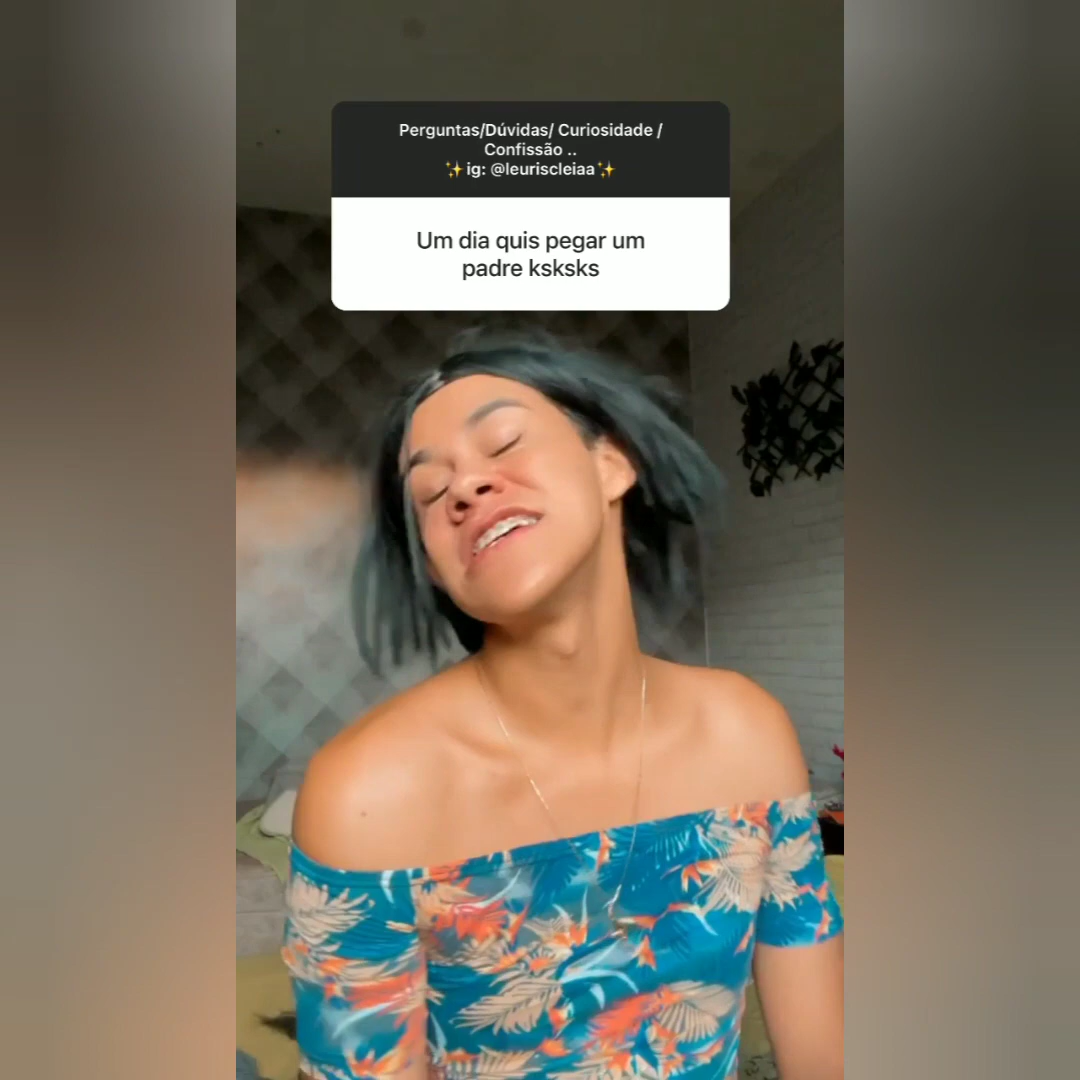 Perguntas/Dúvidas/ Curiosidade /
Confissão ..
✨ig: @leuriscleiaa✨
Um dia quis pegar um
padre ksksks